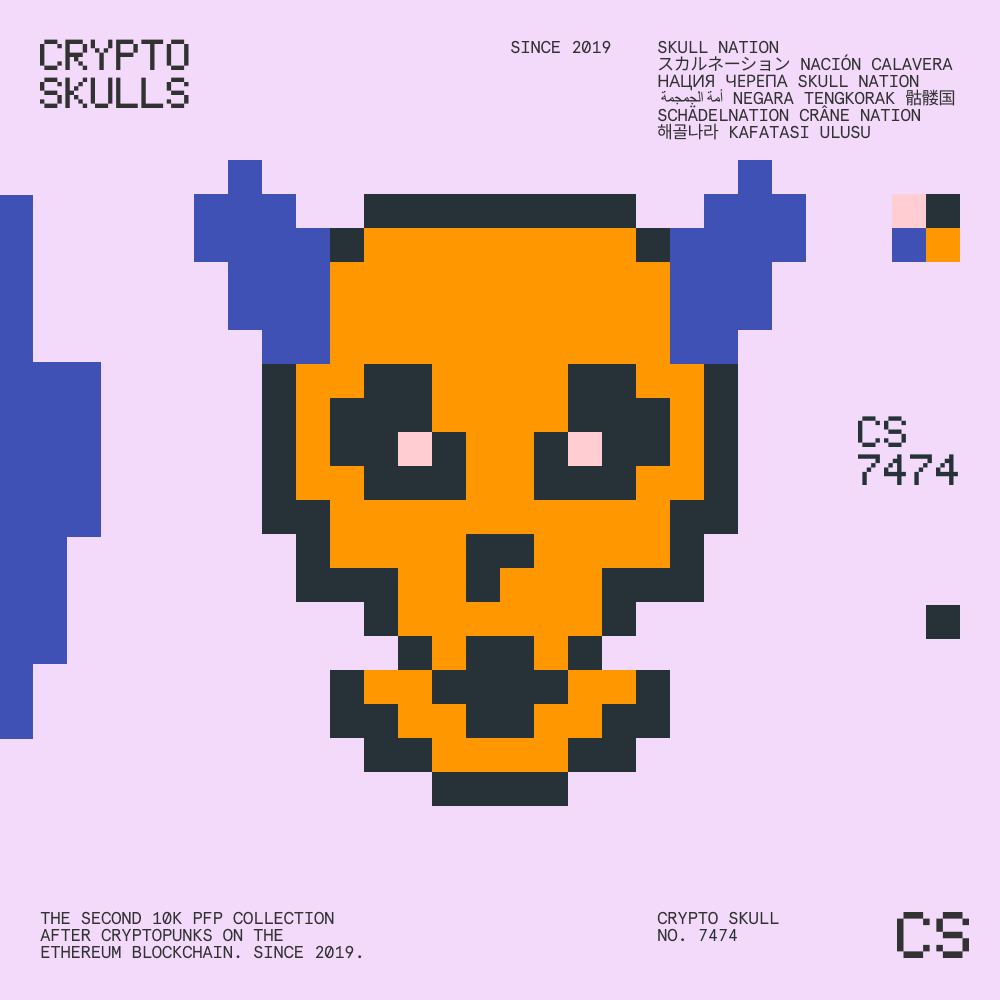 CRYPTO
SKULLS
SINCE 2019
SKULL NATION
スカルネーション NACIÓN CALAVERA
НАЦИЯ ЧЕРЕПА SKULL NATION
أمة الجمجمة NEGARA TENGKORAK 骷髅国
SCHÄDELNATION CRÂNE NATION
해골나라 KAFATASI ULUSU
CS
7474
THE SECOND 10K PFP COLLECTION
AFTER CRYPTOPUNKS ON THE
ETHEREUM BLOCKCHAIN. SINCE 2019.
CRYPTO SKULL
NO. 7474
CS